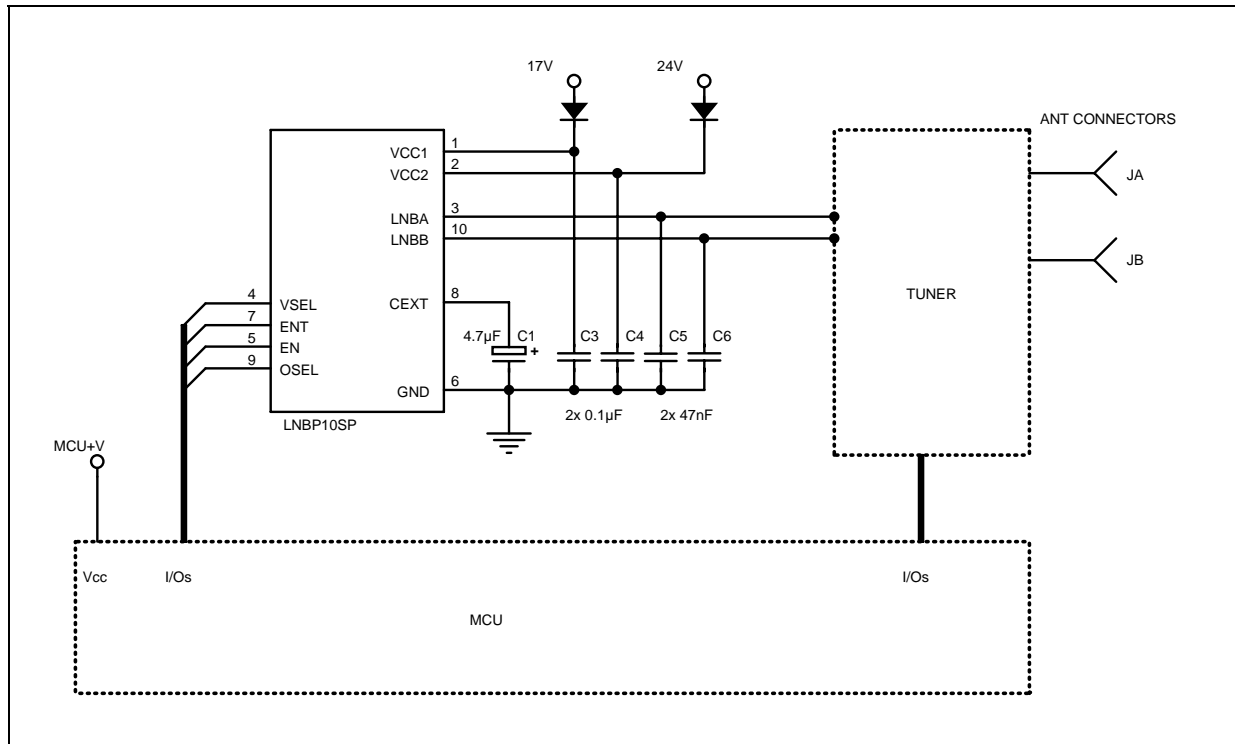 17V
24V
ANT CONNECTORS
VCC1
1
VCC2
2
LNBA
3
LNBB
10
JA
JB
TUNER
4
VSEL
7
ENT
5
EN
9
OSEL
CEXT
8
4.7µF
C1
+
C3
C4
C5
C6
GND
6
2x 0.1µF
2x 47nF
LNBP10SP
MCU+V
Vcc
I/Os
I/Os
MCU